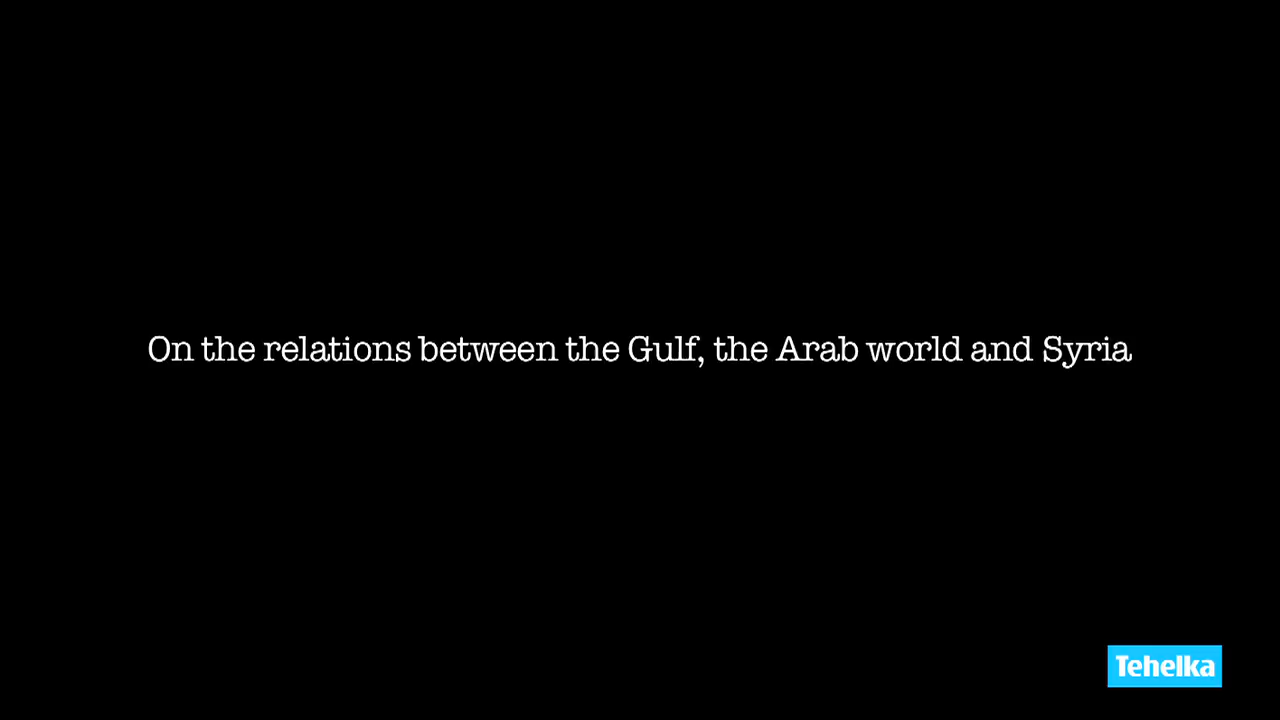 On the relations between the Gulf, the Arab world and Syria
Tehelka